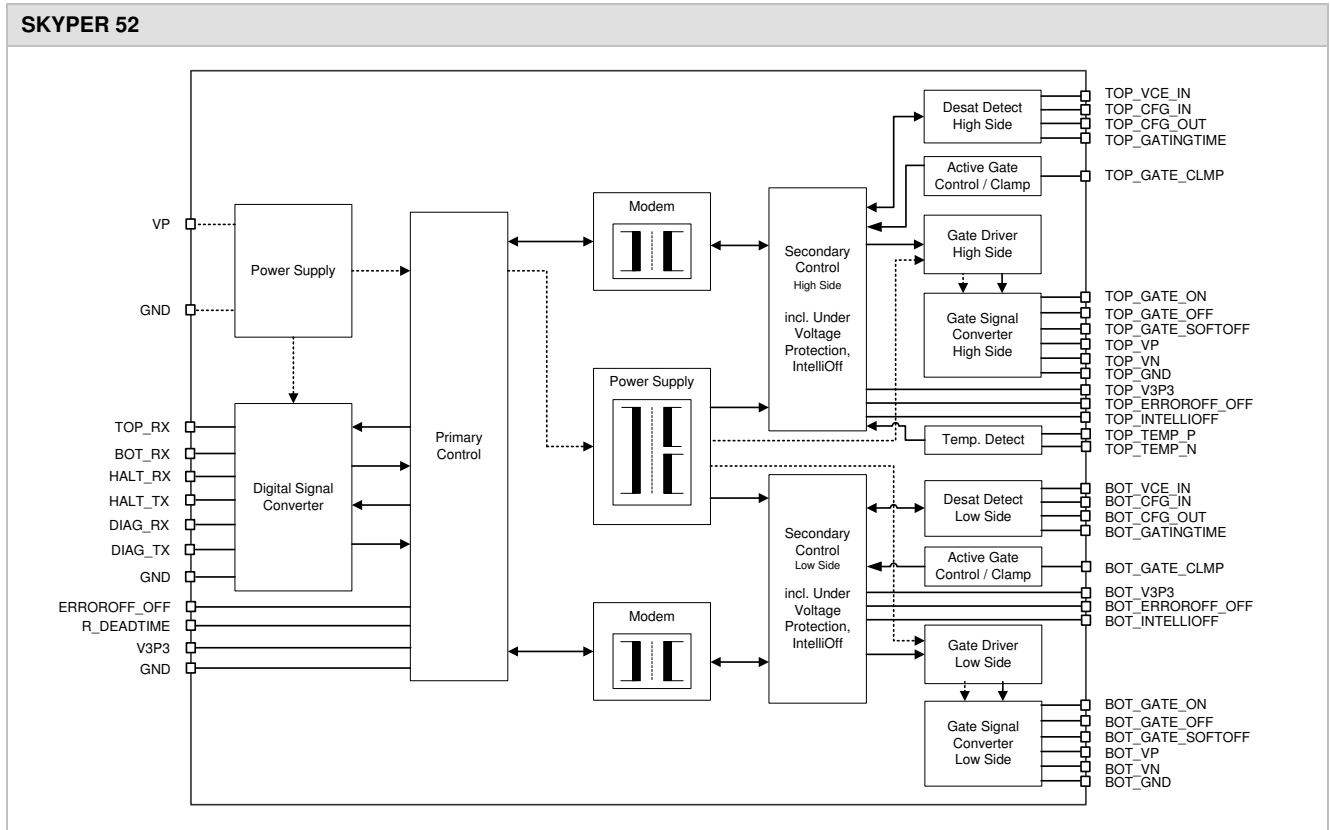 SKYPER 52
VP
GND
Power Supply
TOP_RX
BOT_RX
HALT_RX
HALT_TX
DIAG_RX
DIAG_TX
GND
Digital Signal
Converter
ERROROFF_OFF
R_DEADTIME
V3P3
GND
Primary
Control
Modem
Power Supply
Modem
Secondary
Control
High Side
incl. Under
Voltage
Protection,
IntelliOff
Secondary
Control
Low Side
incl. Under
Voltage
Protection,
IntelliOff
Desat Detect
High Side
Active Gate
Control / Clamp
Gate Driver
High Side
Gate Signal
Converter
High Side
Temp. Detect
Desat Detect
Low Side
Active Gate
Control / Clamp
Gate Driver
Low Side
Gate Signal
Converter
Low Side
TOP_VCE_IN
TOP_CFG_IN
TOP_CFG_OUT
TOP_GATINGTIME
TOP_GATE_CLMP
TOP_GATE_ON
TOP_GATE_OFF
TOP_GATE_SOFTOFF
TOP_VP
TOP_VN
TOP_GND
TOP_V3P3
TOP_ERROROFF_OFF
TOP_INTELLIOFF
TOP_TEMP_P
TOP_TEMP_N
BOT_VCE_IN
BOT_CFG_IN
BOT_CFG_OUT
BOT_GATINGTIME
BOT_GATE_CLMP
BOT_V3P3
BOT_ERROROFF_OFF
BOT_INTELLIOFF
BOT_GATE_ON
BOT_GATE_OFF
BOT_GATE_SOFTOFF
BOT_VP
BOT_VN
BOT_GND